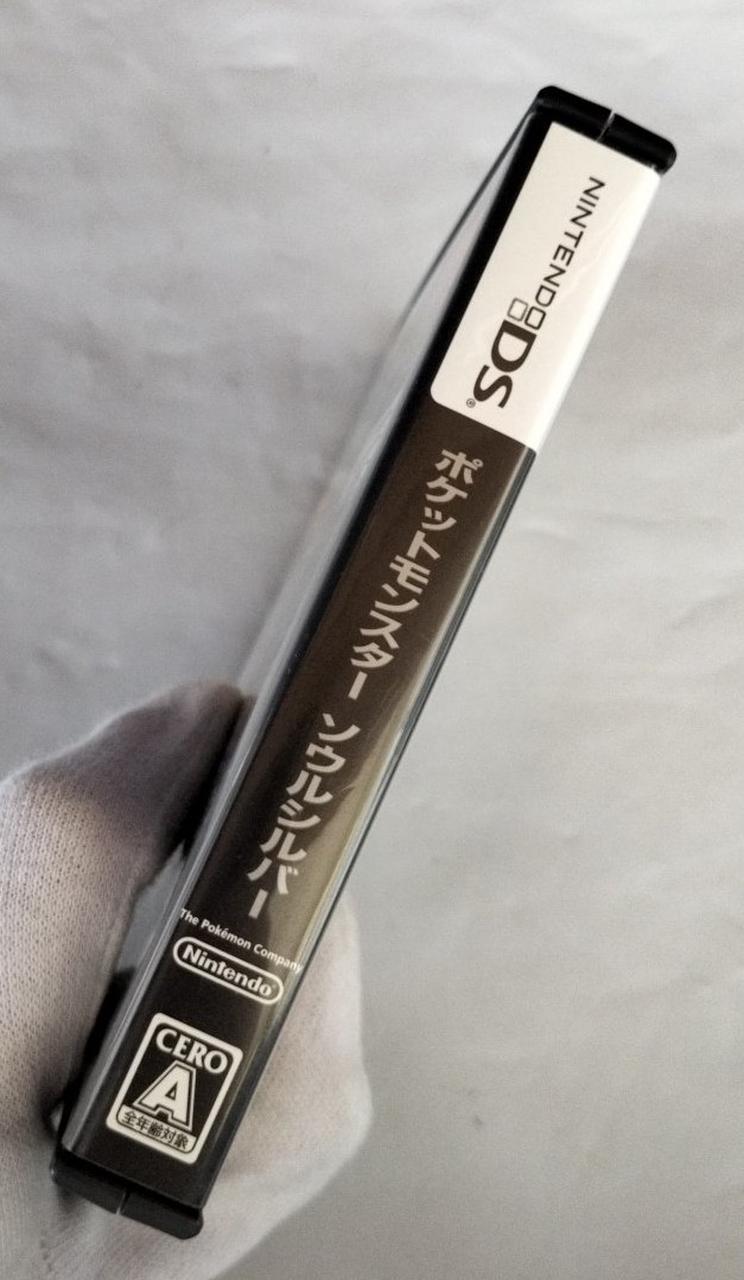 NINTENDO
DS®
ポケットモンスター ソウルシルバー
The Pokémon Company
Nintendo®
CERO
A
全年齢対象